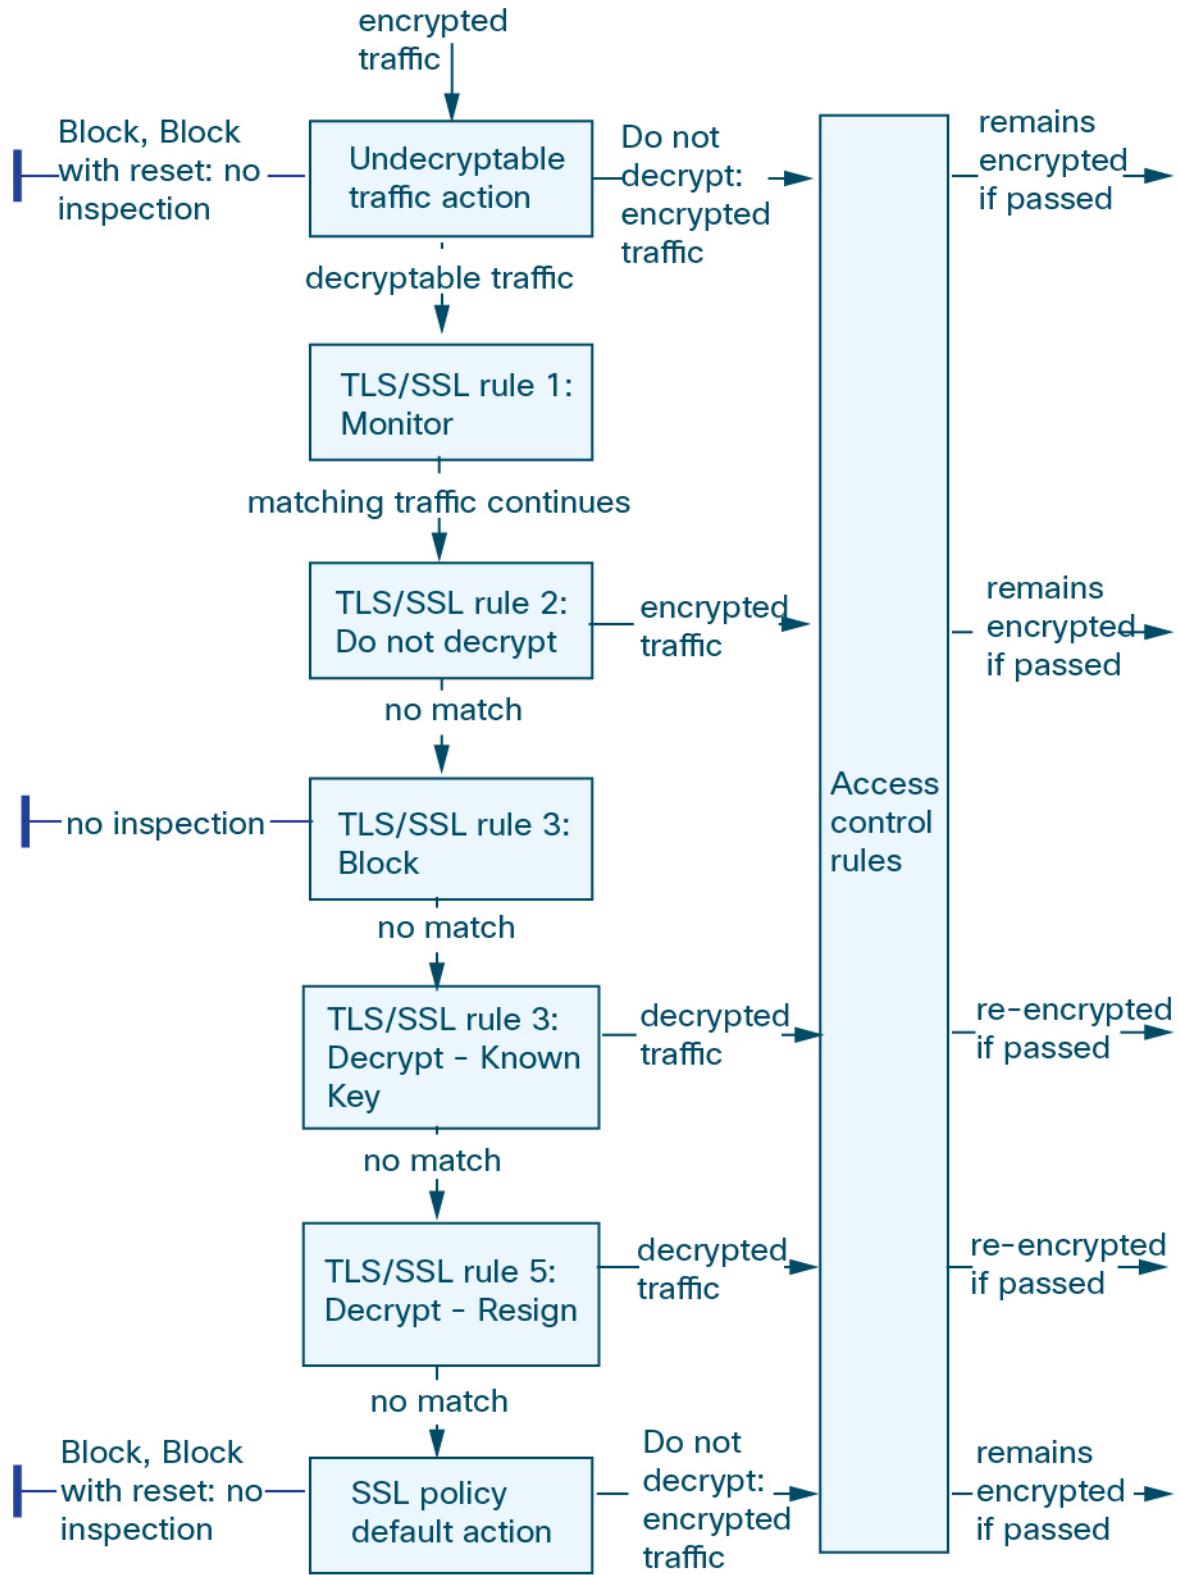 encrypted
traffic
Block, Block
with reset: no
inspection
Undecryptable
traffic action
Do not
decrypt:
encrypted
traffic
remains
encrypted
if passed
decryptable traffic
TLS/SSL rule 1:
Monitor
matching traffic continues
TLS/SSL rule 2:
Do not decrypt
encrypted
traffic
remains
encrypted
if passed
no match
Access
control
rules
no inspection
TLS/SSL rule 3:
Block
no match
TLS/SSL rule 3:
Decrypt - Known
Key
decrypted
traffic
re-encrypted
if passed
no match
TLS/SSL rule 5:
Decrypt - Resign
decrypted
traffic
re-encrypted
if passed
no match
Block, Block
with reset: no
inspection
SSL policy
default action
Do not
decrypt:
encrypted
traffic
remains
encrypted
if passed